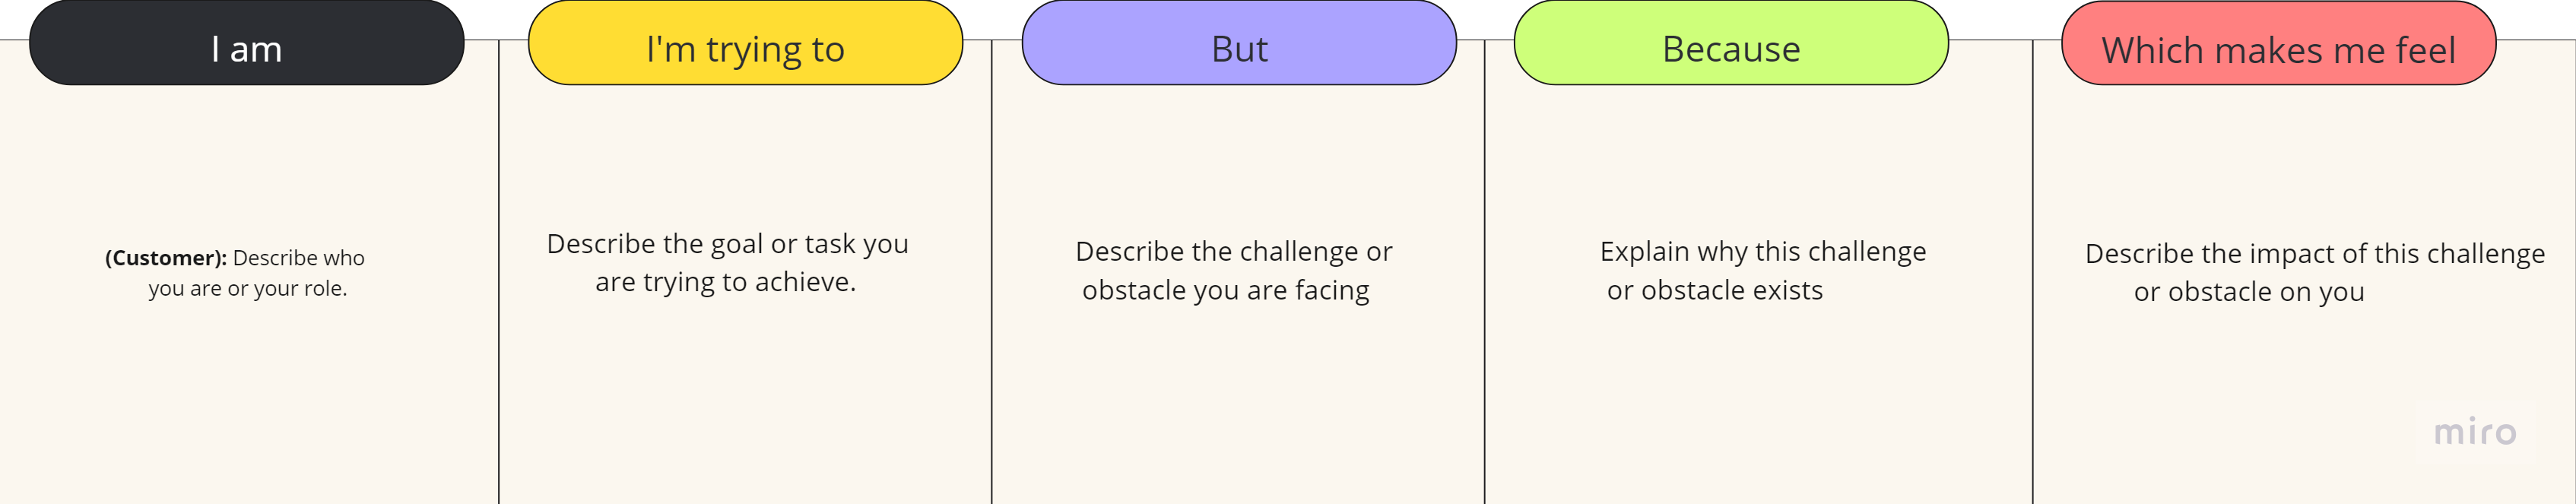 I am
I'm trying to
But
Because
Which makes me feel
(Customer): Describe who
you are or your role.
Describe the goal or task you
are trying to achieve.
Describe the challenge or
obstacle you are facing
Explain why this challenge
or obstacle exists
Describe the impact of this challenge
or obstacle on you
miro